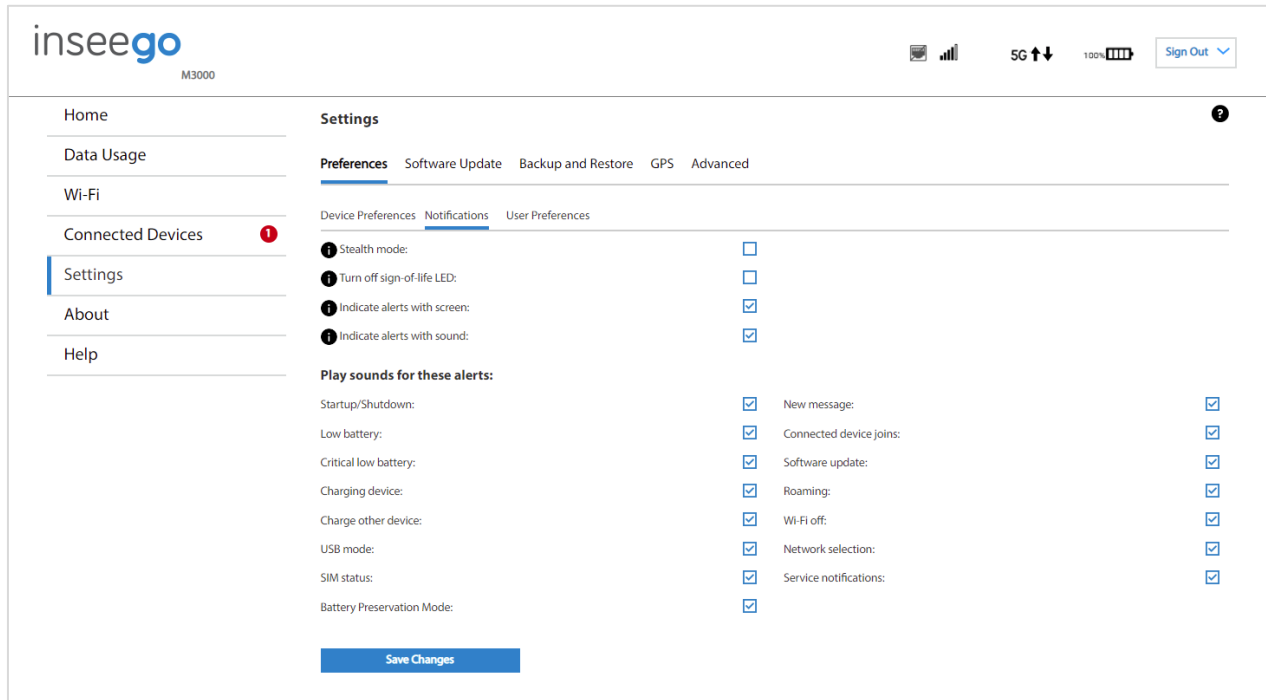 inseego
M3000
5G
100%
Sign Out
Home
Data Usage
Wi-Fi
Connected Devices 1
Settings
About
Help
Settings
?
Preferences Software Update Backup and Restore GPS Advanced
Device Preferences Notifications User Preferences
i Stealth mode:
i Turn off sign-of-life LED:
i Indicate alerts with screen:
i Indicate alerts with sound:
Play sounds for these alerts:
Startup/Shutdown: New message:
Low battery: Connected device joins:
Critical low battery: Software update:
Charging device: Roaming:
Charge other device: Wi-Fi off:
USB mode: Network selection:
SIM status: Service notifications:
Battery Preservation Mode:
Save Changes